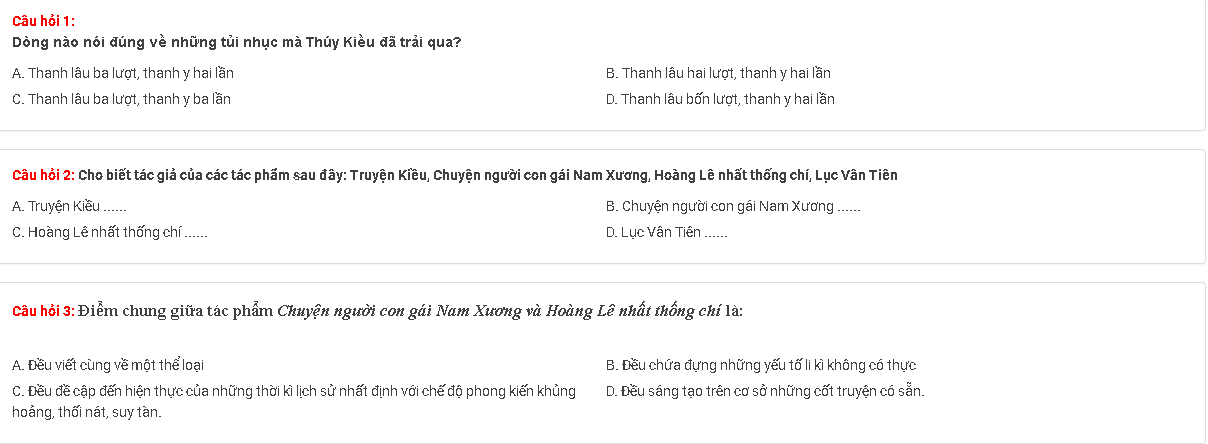 Câu hỏi 1:
Dòng nào nói đúng về những tủi nhục mà Thúy Kiều đã trải qua?
A. Thanh lâu ba lượt, thanh y hai lần
B. Thanh lâu hai lượt, thanh y hai lần
C. Thanh lâu ba lượt, thanh y ba lần
D. Thanh lâu bốn lượt, thanh y hai lần
Câu hỏi 2: Cho biết tác giả của các tác phẩm sau đây: Truyện Kiều, Chuyện người con gái Nam Xương, Hoàng Lê nhất thống chí, Lục Vân Tiên
A. Truyện Kiều ......
B. Chuyện người con gái Nam Xương ......
C. Hoàng Lê nhất thống chí ......
D. Lục Vân Tiên ......
Câu hỏi 3: Điểm chung giữa tác phẩm Chuyện người con gái Nam Xương và Hoàng Lê nhất thống chí là:
A. Đều viết cùng về một thể loại
B. Đều chứa đựng những yếu tố li kì không có thực
C. Đều đề cập đến hiện thực của những thời kì lịch sử nhất định với chế độ phong kiến khủng
hoảng, thối nát, suy tàn.
D. Đều sáng tạo trên cơ sở những cốt truyện có sẵn.